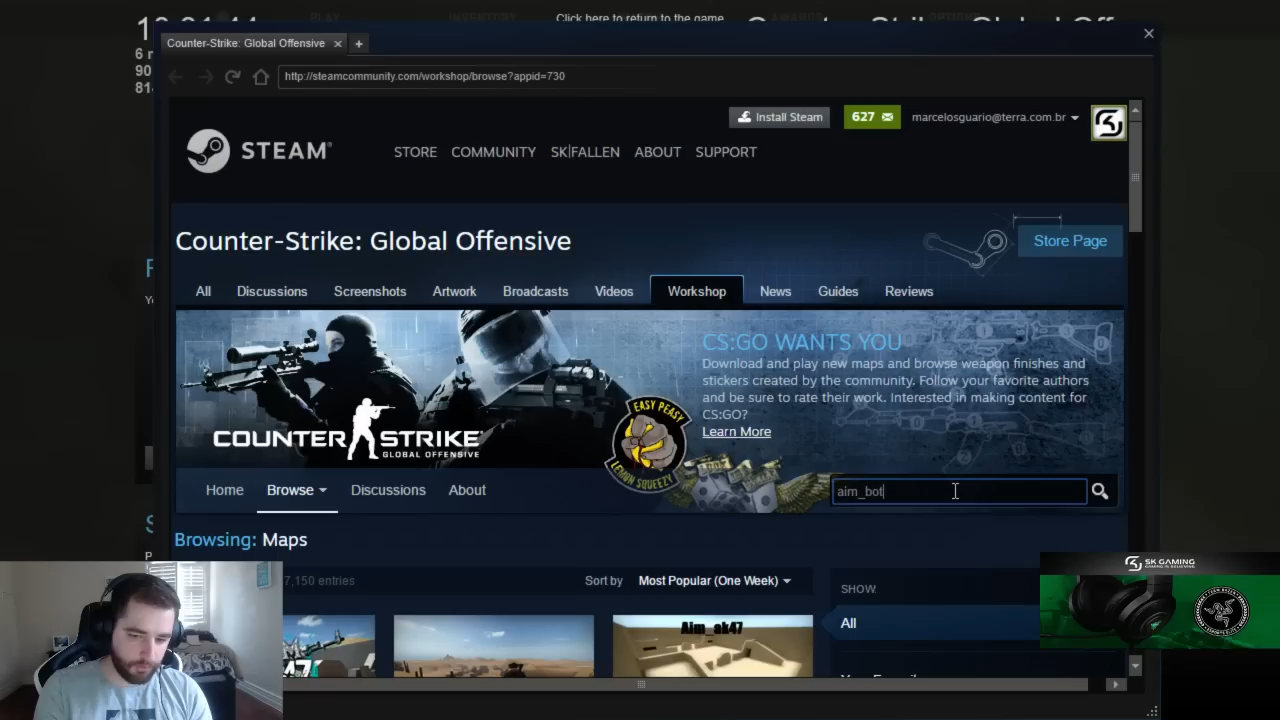 Click here to return to the game
Counter-Strike: Global Offensive
http://steamcommunity.com/workshop/browse?appid=730
Install Steam
627
marcelosguario@terra.com.br
STEAM
STORE COMMUNITY SK|FALLEN ABOUT SUPPORT
Counter-Strike: Global Offensive
Store Page
All Discussions Screenshots Artwork Broadcasts Videos Workshop News Guides Reviews
CS:GO WANTS YOU
Download and play new maps and browse weapon finishes and
stickers created by the community. Follow your favorite authors
and be sure to rate their work. Interested in making content for
CS:GO?
Learn More
COUNTER STRIKE
GLOBAL OFFENSIVE
EASY PEASY
LEMON SQUEEZY
Home Browse Discussions About
aim_bot
Browsing: Maps
7,150 entries
Sort by Most Popular (One Week)
SHOW
All
Aim_sk47
SK GAMING
GAMING IS BELIEVING